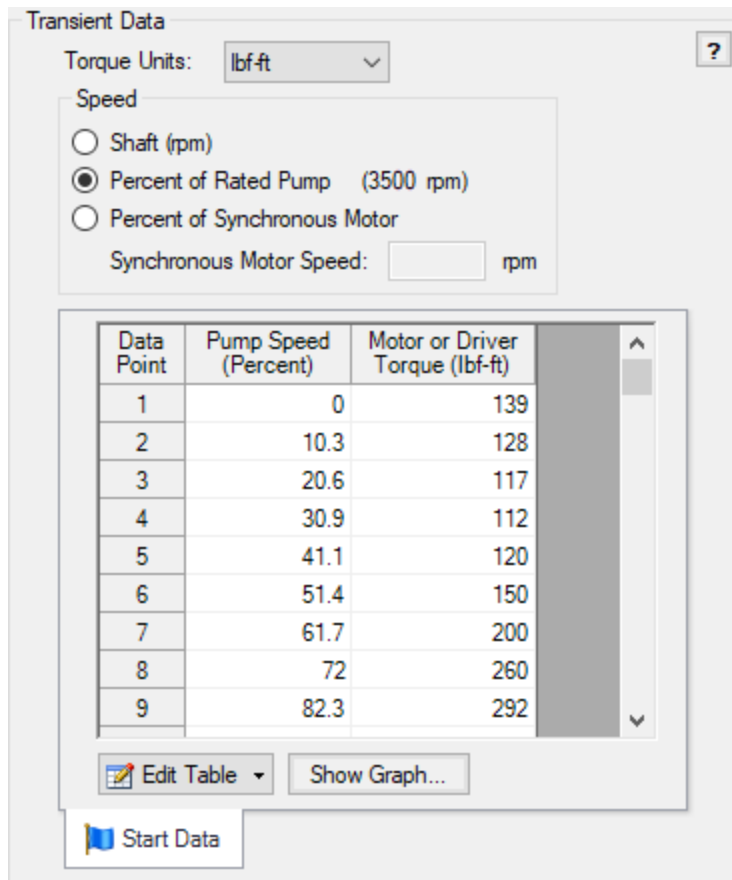 Transient Data
Torque Units: lbf-ft
?
Speed
Shaft (rpm)
Percent of Rated Pump (3500 rpm)
Percent of Synchronous Motor
Synchronous Motor Speed: rpm
Data Point Pump Speed (Percent) Motor or Driver Torque (lbf-ft)
1 0 139
2 10.3 128
3 20.6 117
4 30.9 112
5 41.1 120
6 51.4 150
7 61.7 200
8 72 260
9 82.3 292
Edit Table Show Graph...
Start Data